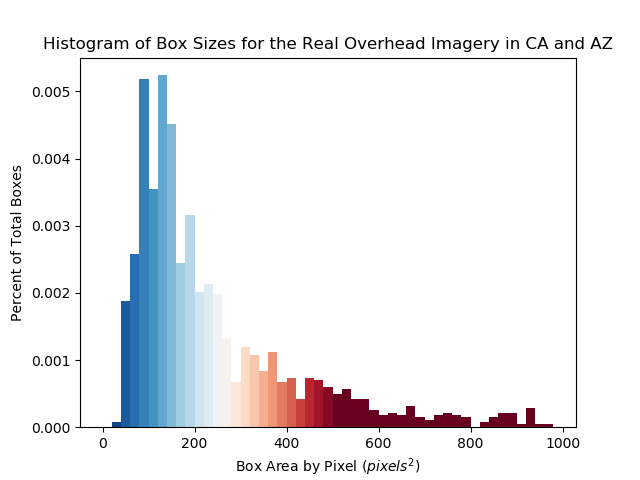 Histogram of Box Sizes for the Real Overhead Imagery in CA and AZ
Percent of Total Boxes
0.005
0.004
0.003
0.002
0.001
0.000
0 200 400 600 800 1000
Box Area by Pixel (pixels²)